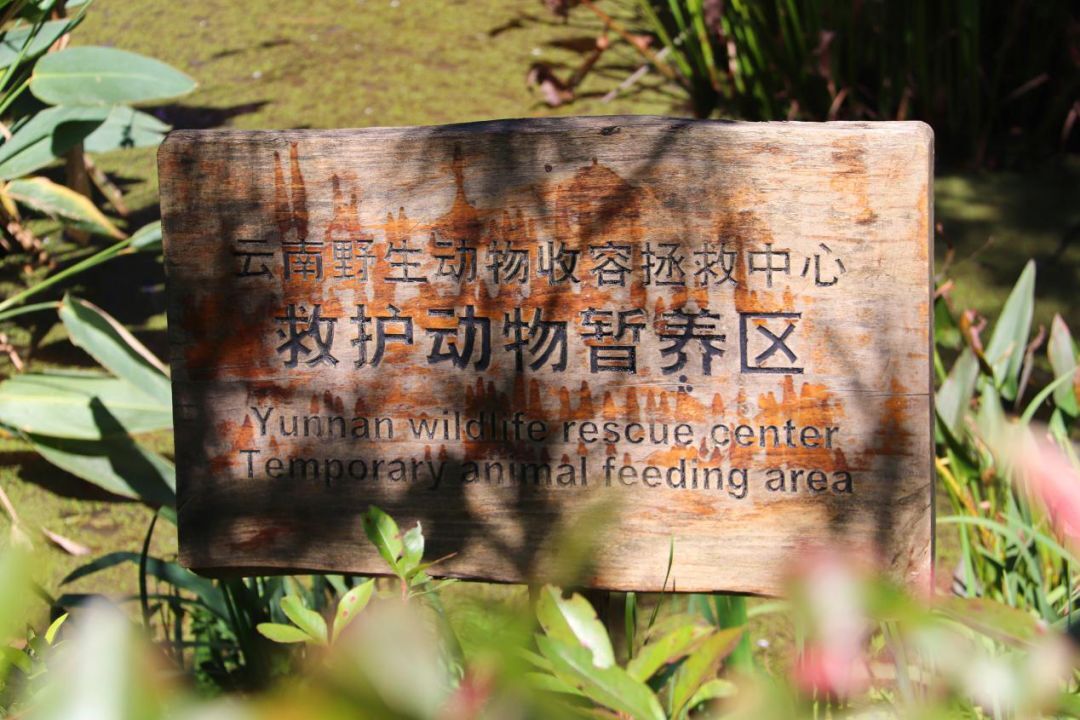 云南野生动物收容拯救中心
救护动物暂养区
Yunnan wildlife rescue center
Temporary animal feeding area